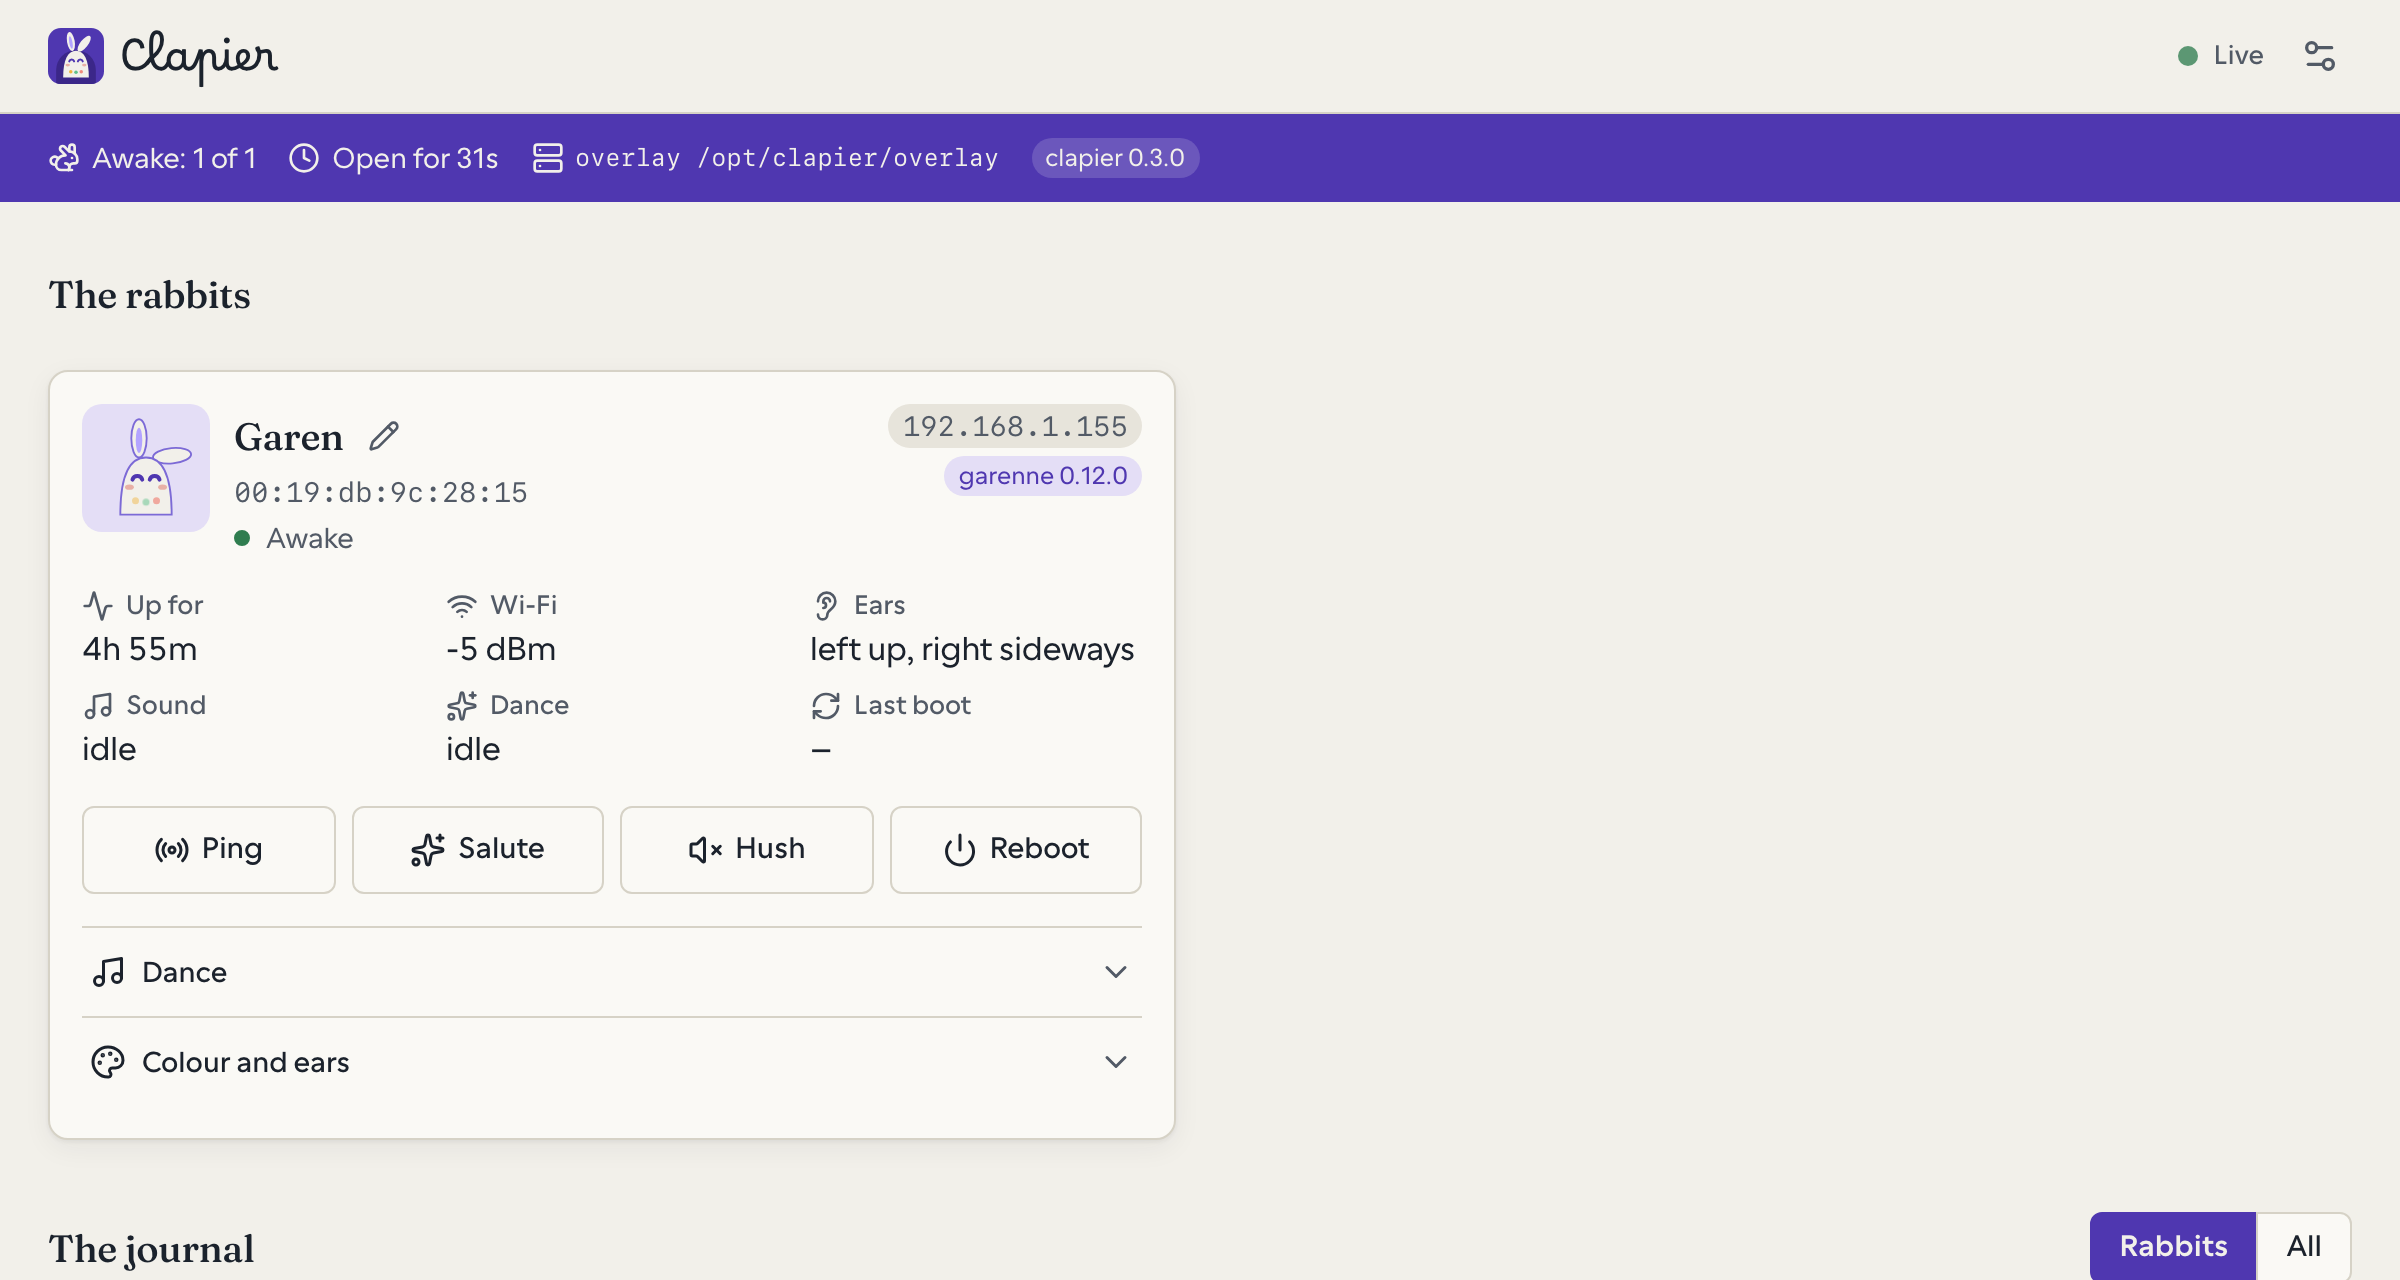 Clapier
Live
Awake: 1 of 1
Open for 31s
overlay /opt/clapier/overlay
clapier 0.3.0
The rabbits
Garen
192.168.1.155
garenne 0.12.0
00:19:db:9c:28:15
Awake
Up for
4h 55m
Wi-Fi
-5 dBm
Ears
left up, right sideways
Sound
idle
Dance
idle
Last boot
–
Ping
Salute
Hush
Reboot
Dance
Colour and ears
The journal
Rabbits
All